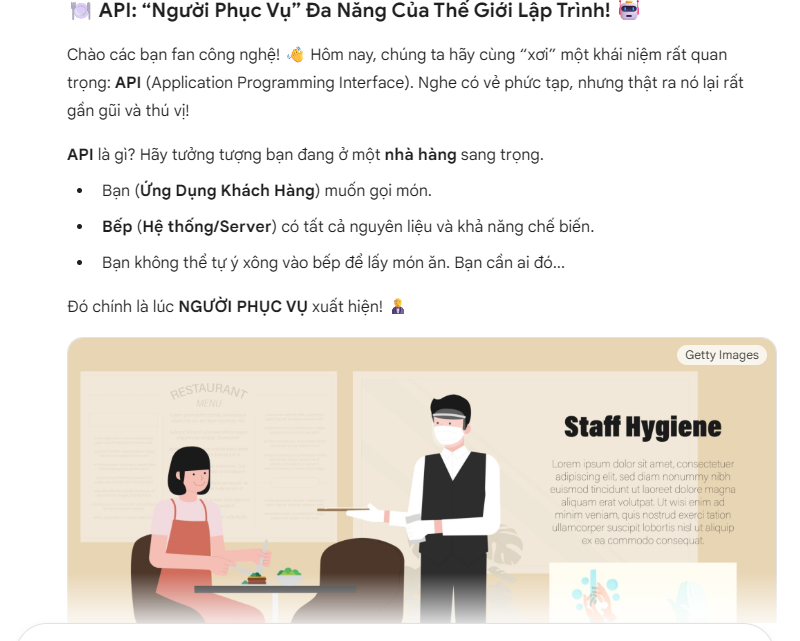 🍽️ API: “Người Phục Vụ” Đa Năng Của Thế Giới Lập Trình! 🤖
Chào các bạn fan công nghệ! 👋 Hôm nay, chúng ta hãy cùng “xơi” một khái niệm rất quan
trọng: API (Application Programming Interface). Nghe có vẻ phức tạp, nhưng thật ra nó lại rất
gần gũi và thú vị!
API là gì? Hãy tưởng tượng bạn đang ở một nhà hàng sang trọng.
• Bạn (Ứng Dụng Khách Hàng) muốn gọi món.
• Bếp (Hệ thống/Server) có tất cả nguyên liệu và khả năng chế biến.
• Bạn không thể tự ý xông vào bếp để lấy món ăn. Bạn cần ai đó...
Đó chính là lúc NGƯỜI PHỤC VỤ xuất hiện! 🤵
Getty Images
RESTAURANT
MENU
Staff Hygiene
Lorem ipsum dolor sit amet, consectetuer
adipiscing elit, sed diam nonummy nibh
euismod tincidunt ut laoreet dolore magna
aliquam erat volutpat. Ut wisi enim ad
minim veniam, quis nostrud exerci tation
ullamcorper suscipit lobortis nisl ut aliquip
ex ea commodo consequat.